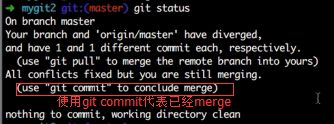 ➜ mygit2 git:(master) git status
On branch master
Your branch and 'origin/master' have diverged,
and have 1 and 1 different commit each, respectively.
(use "git pull" to merge the remote branch into yours)
All conflicts fixed but you are still merging.
(use "git commit" to conclude merge)
使用git commit代表已经merge
nothing to commit, working directory clean